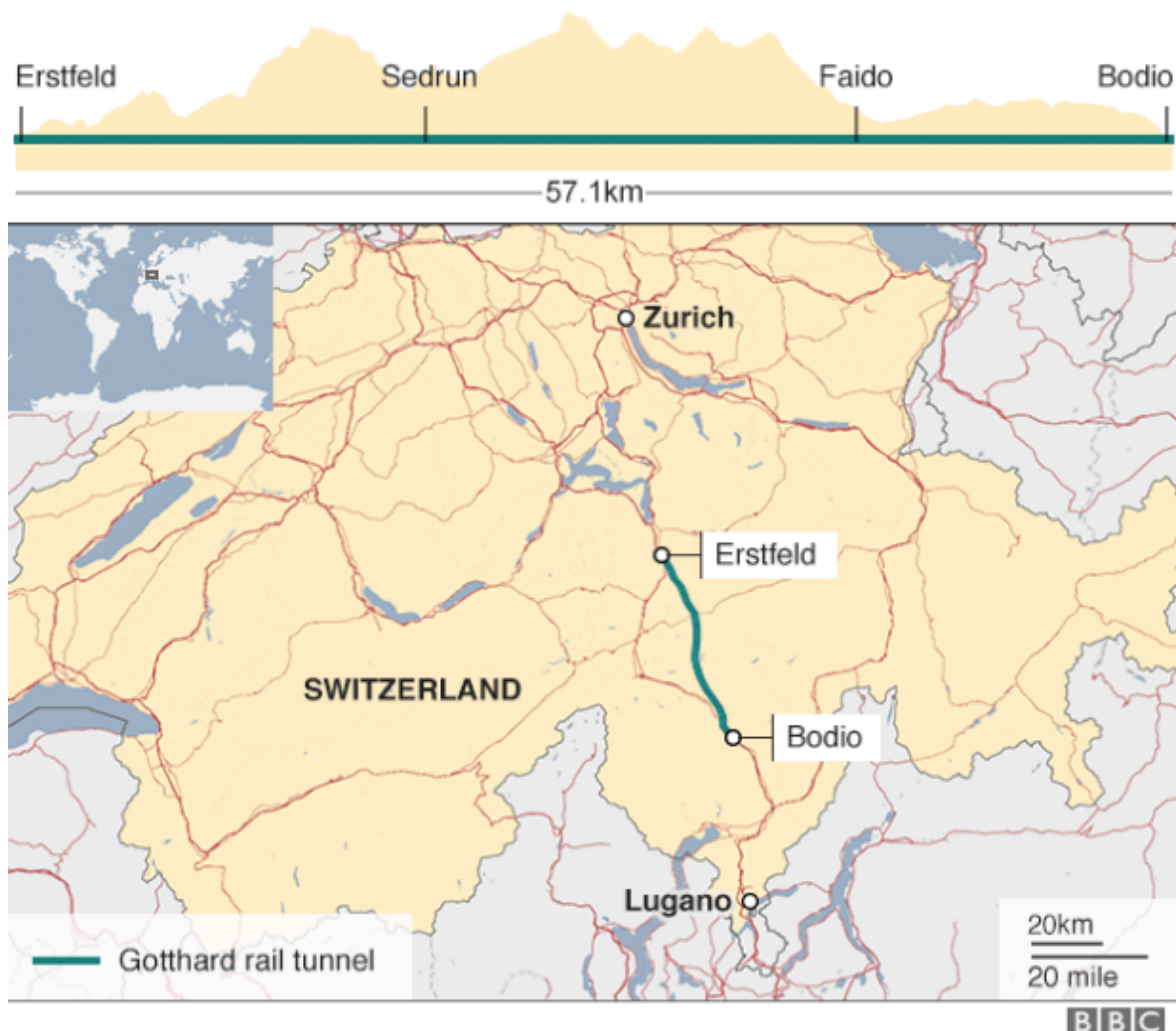 Erstfeld Sedrun Faido Bodio
57.1km
Zurich
Erstfeld
SWITZERLAND
Bodio
Lugano
Gotthard rail tunnel
20km
20 mile
BBC